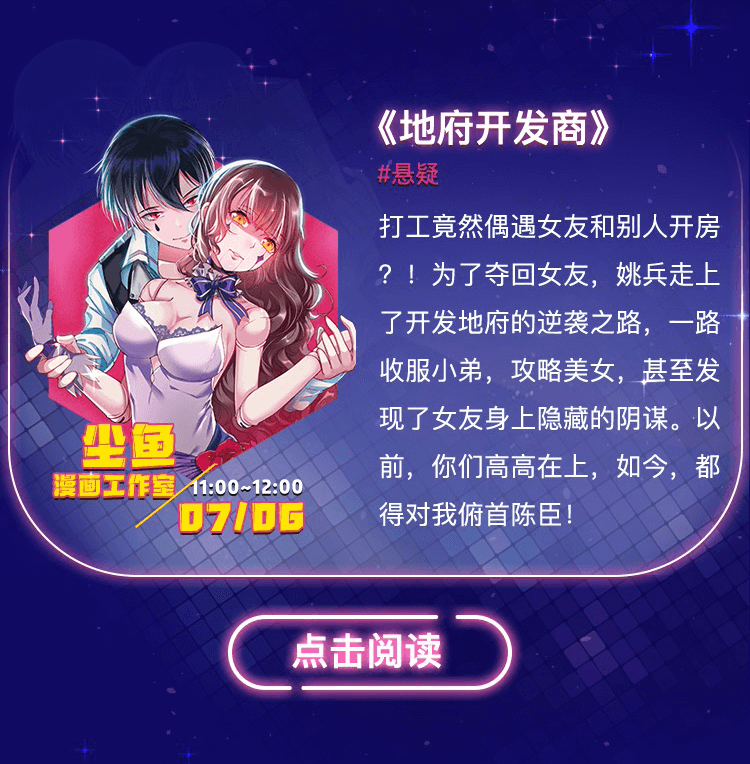 《地府开发商》
#悬疑
打工竟然偶遇女友和别人开房
？！为了夺回女友，姚兵走上
了开发地府的逆袭之路，一路
收服小弟，攻略美女，甚至发
现了女友身上隐藏的阴谋。以
前，你们高高在上，如今，都
得对我俯首陈臣！
尘鱼
漫画工作室
11:00~12:00
07/06
点击阅读